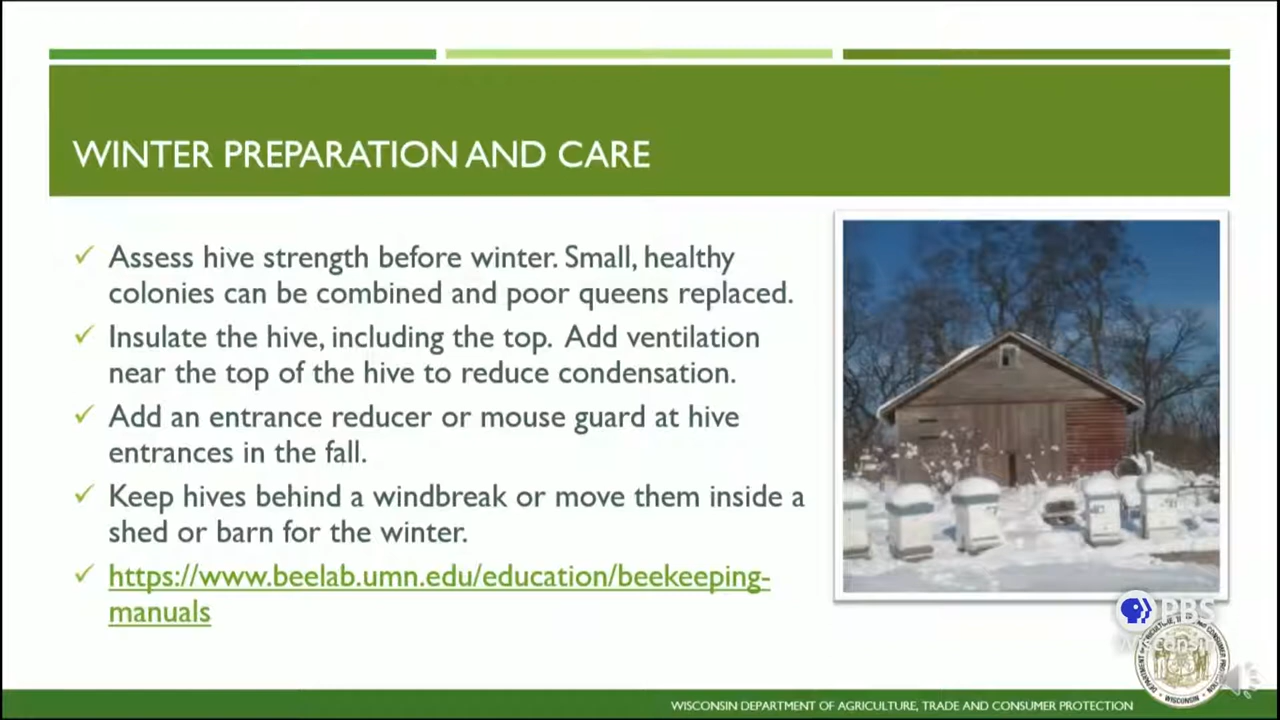 WINTER PREPARATION AND CARE
Assess hive strength before winter. Small, healthy
colonies can be combined and poor queens replaced.
Insulate the hive, including the top. Add ventilation
near the top of the hive to reduce condensation.
Add an entrance reducer or mouse guard at hive
entrances in the fall.
Keep hives behind a windbreak or move them inside a
shed or barn for the winter.
https://www.beelab.umn.edu/education/beekeeping-
manuals
PBS
Wisconsin
WISCONSIN
WISCONSIN DEPARTMENT OF AGRICULTURE, TRADE AND CONSUMER PROTECTION